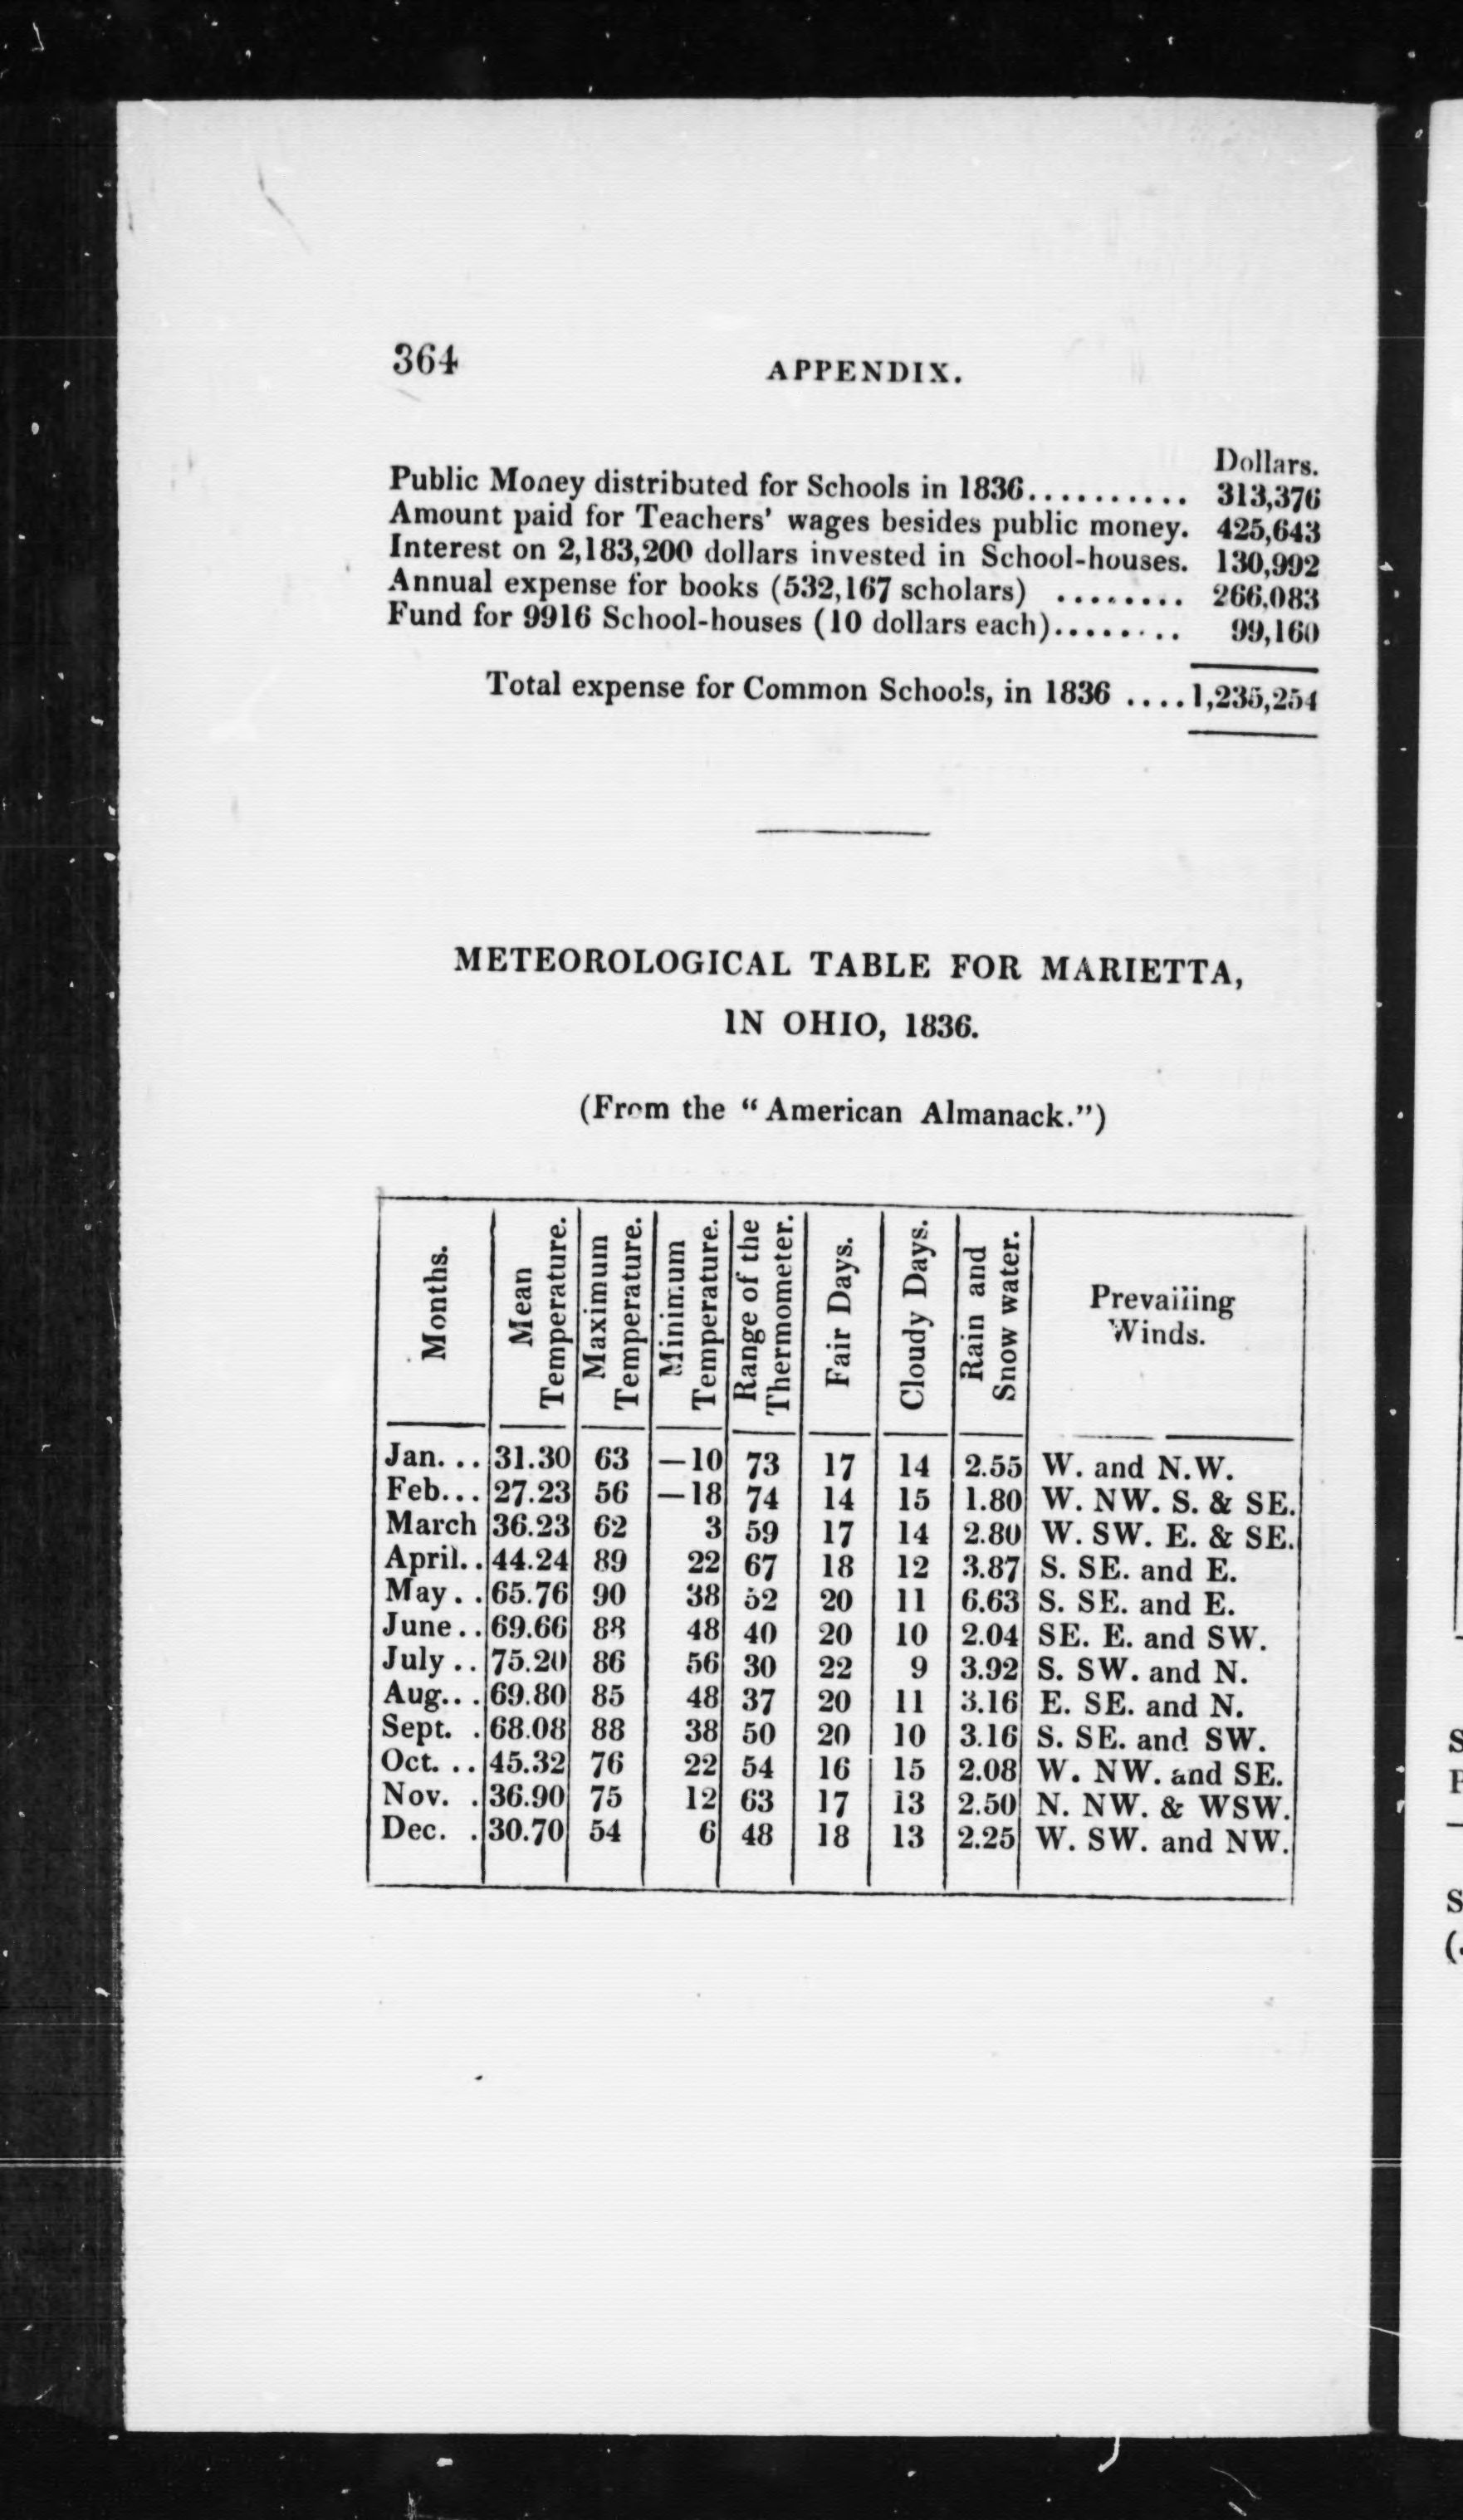 364
APPENDIX.
Dollars.
Public Money distributed for Schools in 1836.......... 313,376
Amount paid for Teachers' wages besides public money. 425,643
Interest on 2,183,200 dollars invested in School-houses. 130,992
Annual expense for books (532,167 scholars) ........ 266,083
Fund for 9916 School-houses (10 dollars each)........ 99,160
Total expense for Common Schools, in 1836 ....1,235,254
METEOROLOGICAL TABLE FOR MARIETTA,
IN OHIO, 1836.
(From the "American Almanack.")
Months. Mean Temperature. Maximum Temperature. Minimum Temperature. Range of the Thermometer. Fair Days. Cloudy Days. Rain and Snow water. Prevailing Winds.
Jan. .. 31.30 63 —10 73 17 14 2.55 W. and N.W.
Feb... 27.23 56 —18 74 14 15 1.80 W. NW. S. & SE.
March 36.23 62 3 59 17 14 2.80 W. SW. E. & SE.
April.. 44.24 89 22 67 18 12 3.87 S. SE. and E.
May.. 65.76 90 38 52 20 11 6.63 S. SE. and E.
June.. 69.66 88 48 40 20 10 2.04 SE. E. and SW.
July.. 75.20 86 56 30 22 9 3.92 S. SW. and N.
Aug... 69.80 85 48 37 20 11 3.16 E. SE. and N.
Sept. . 68.08 88 38 50 20 10 3.16 S. SE. and SW.
Oct. .. 45.32 76 22 54 16 15 2.08 W. NW. and SE.
Nov. . 36.90 75 12 63 17 13 2.50 N. NW. & WSW.
Dec. . 30.70 54 6 48 18 13 2.25 W. SW. and NW.